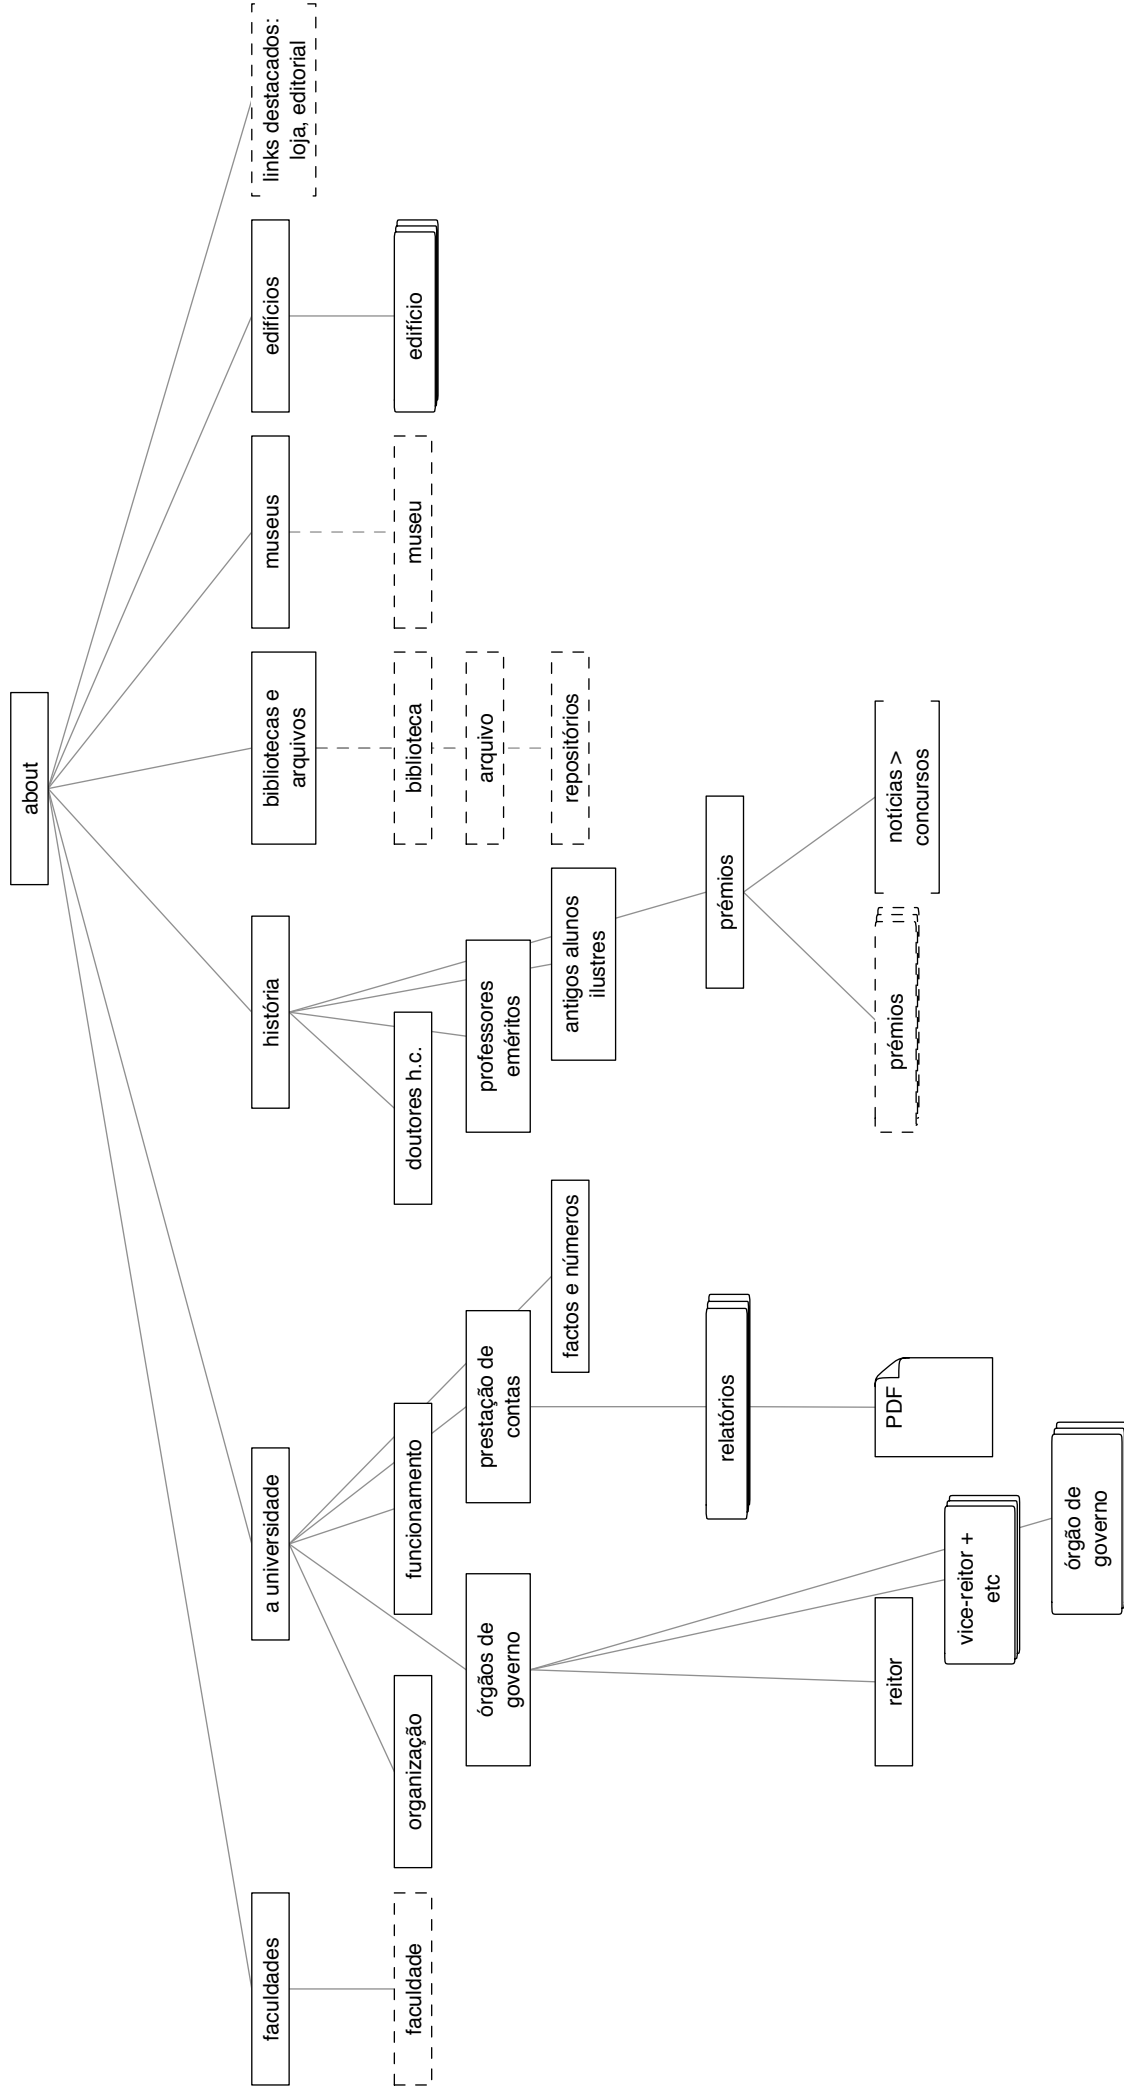 about
faculdades
a universidade
história
bibliotecas e
arquivos
museus
edifícios
links destacados:
loja, editorial
faculdade
organização
funcionamento
doutores h.c.
biblioteca
museu
edifício
órgãos de
governo
prestação de
contas
professores
eméritos
arquivo
factos e números
antigos alunos
ilustres
repositórios
relatórios
prémios
reitor
PDF
prémios
notícias >
concursos
vice-reitor +
etc
órgão de
governo